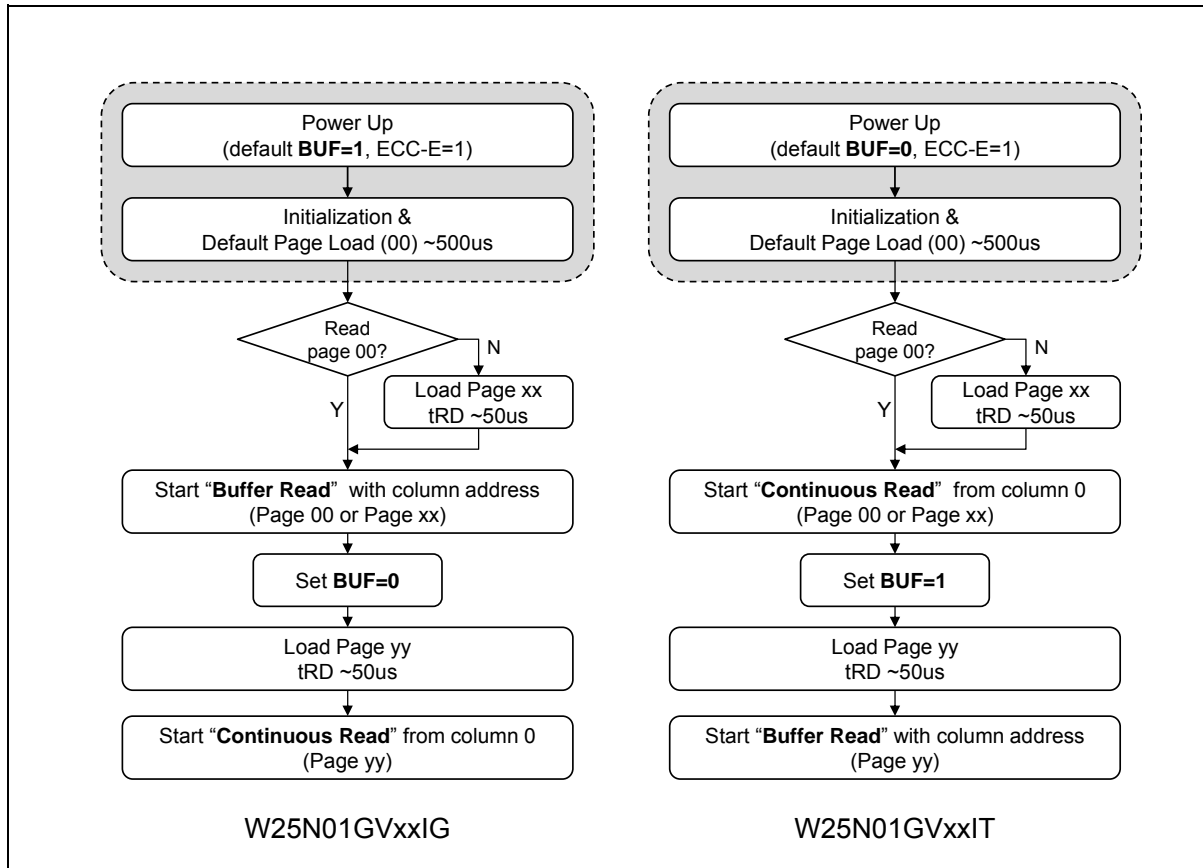 Power Up
(default BUF=1, ECC-E=1)
Initialization &
Default Page Load (00) ~500us
Read
page 00?
N
Load Page xx
tRD ~50us
Y
Start “Buffer Read” with column address
(Page 00 or Page xx)
Set BUF=0
Load Page yy
tRD ~50us
Start “Continuous Read” from column 0
(Page yy)
W25N01GVxxIG
Power Up
(default BUF=0, ECC-E=1)
Initialization &
Default Page Load (00) ~500us
Read
page 00?
N
Load Page xx
tRD ~50us
Y
Start “Continuous Read” from column 0
(Page 00 or Page xx)
Set BUF=1
Load Page yy
tRD ~50us
Start “Buffer Read” with column address
(Page yy)
W25N01GVxxIT